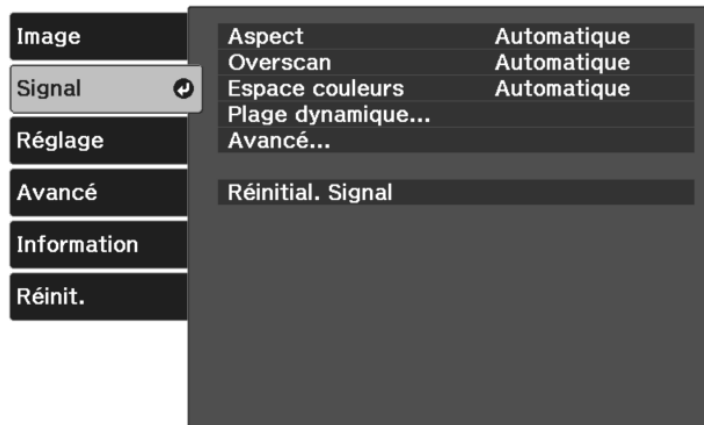 Image
Signal
Réglage
Avancé
Information
Réinit.
Aspect Automatique
Overscan Automatique
Espace couleurs Automatique
Plage dynamique...
Avancé...
Réinitial. Signal